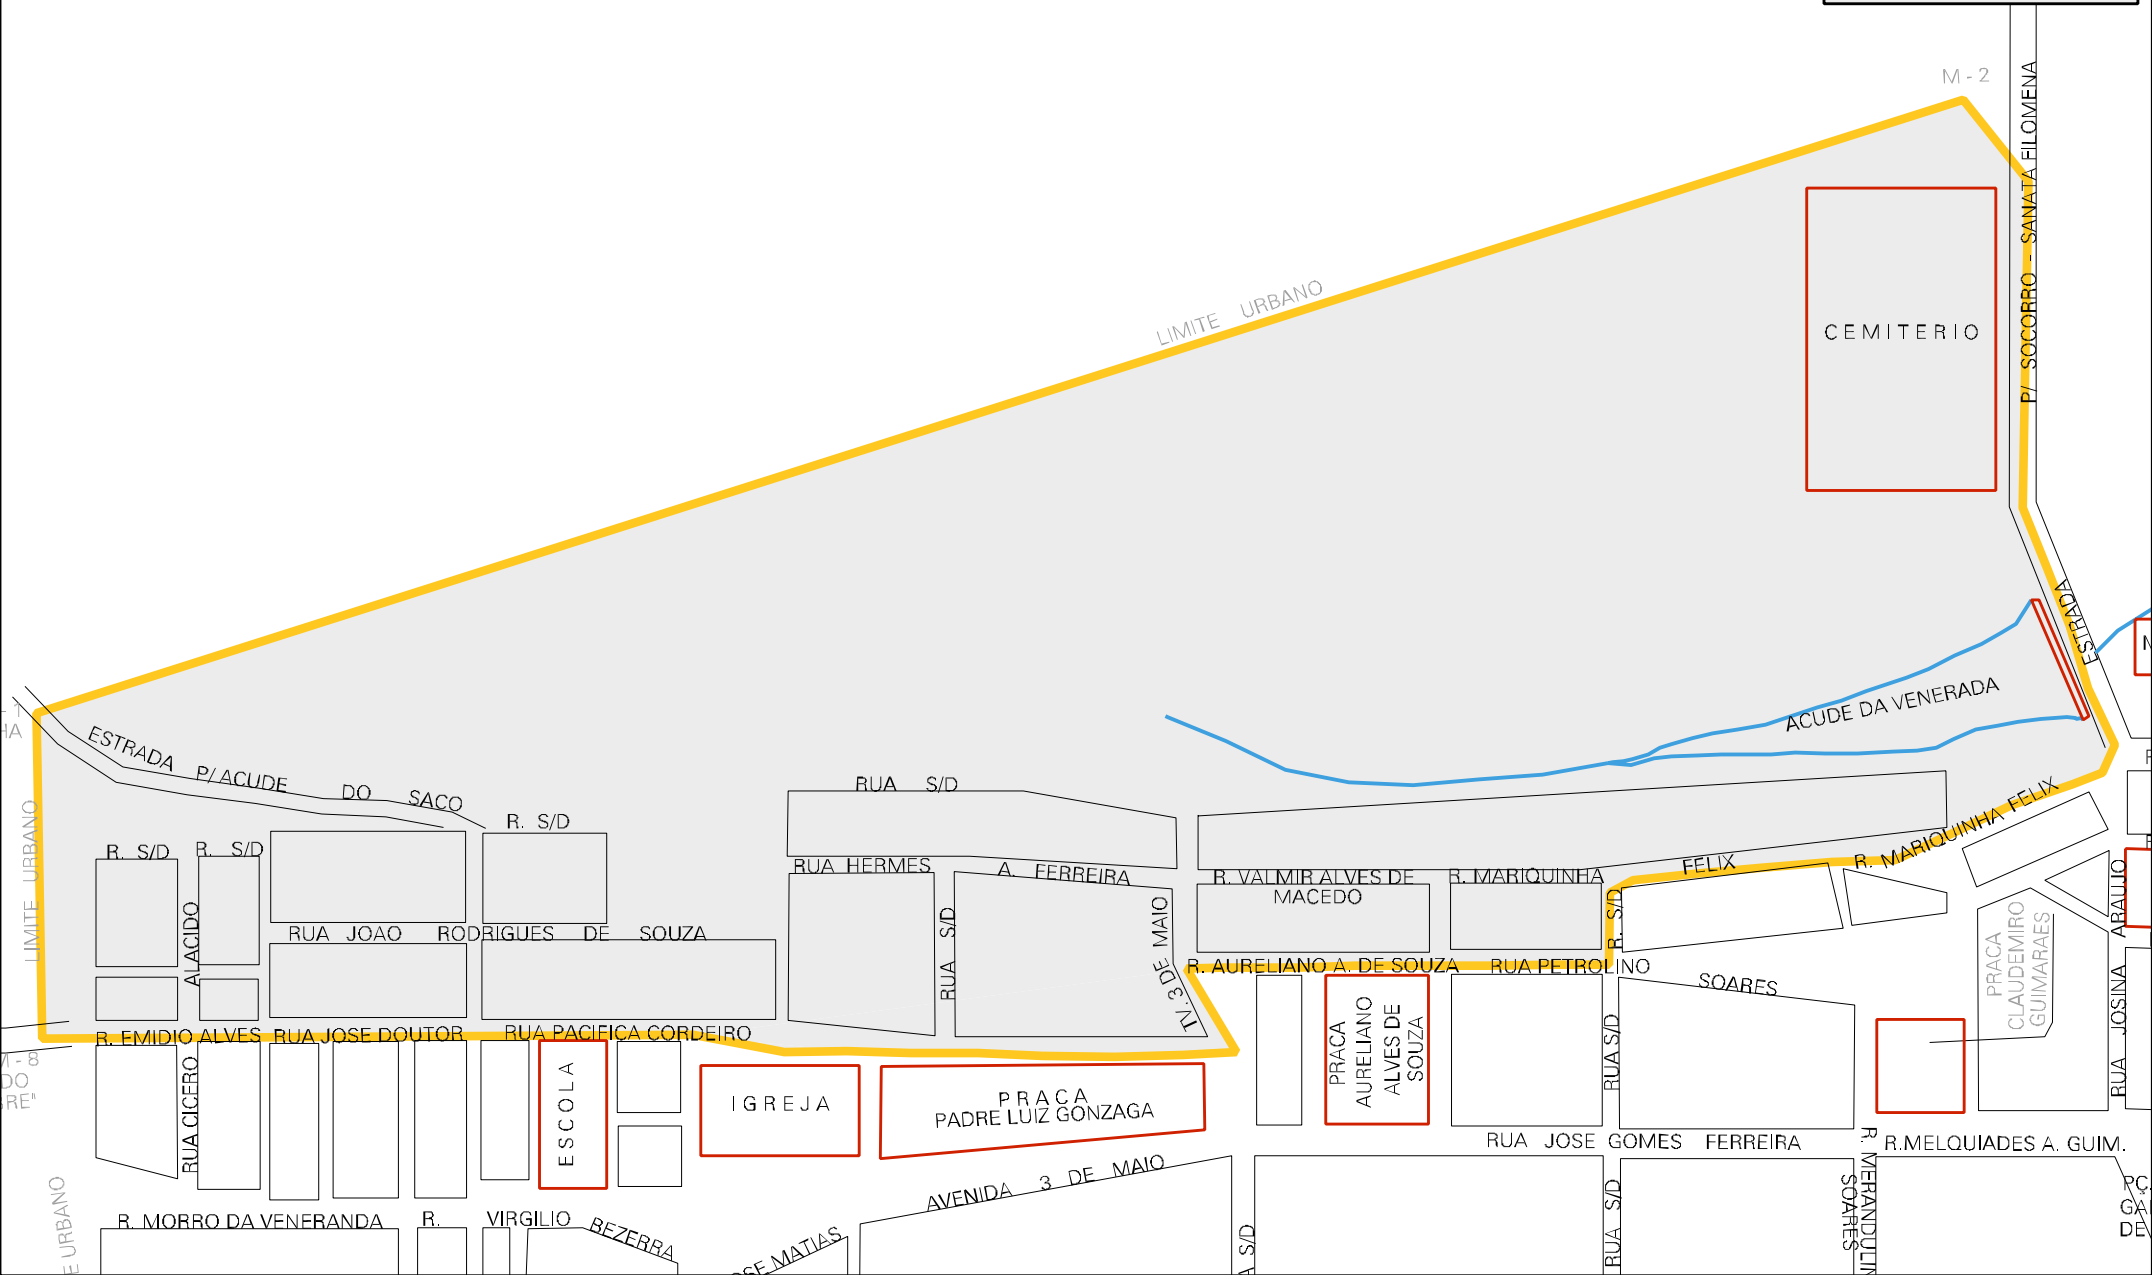 M - 2
P/ SOCORRO - SANATA FILOMENA
LIMITE URBANO
CEMITERIO
ESTRADA
ACUDE DA VENERADA
ESTRADA P/ ACUDE DO SACO
LIMITE URBANO
R. S/D
R. S/D
R. S/D
RUA S/D
RUA HERMES A. FERREIRA
R. VALMIR ALVES DE
MACEDO
R. MARIQUINHA FELIX
R. MARIQUINHA FELIX
ALACIDO
RUA JOAO RODRIGUES DE SOUZA
RUA S/D
TV. 3 DE MAIO
R. S/D
R. AURELIANO A. DE SOUZA
RUA PETROLINO SOARES
PRACA
CLAUDEMIRO
GUIMARAES
RUA JOSINA ARAUJO
R. EMIDIO ALVES
RUA JOSE DOUTOR
RUA PACIFICA CORDEIRO
M - 8
RUA CICERO
ESCOLA
IGREJA
PRACA
PADRE LUIZ GONZAGA
PRACA
AURELIANO
ALVES DE
SOUZA
RUA S/D
RUA JOSE GOMES FERREIRA
R.MELQUIADES A. GUIM.
AVENIDA 3 DE MAIO
R. MORRO DA VENERANDA
R. VIRGILIO BEZERRA
MATIAS
S/D
RUA S/D
SOARES
URBANO